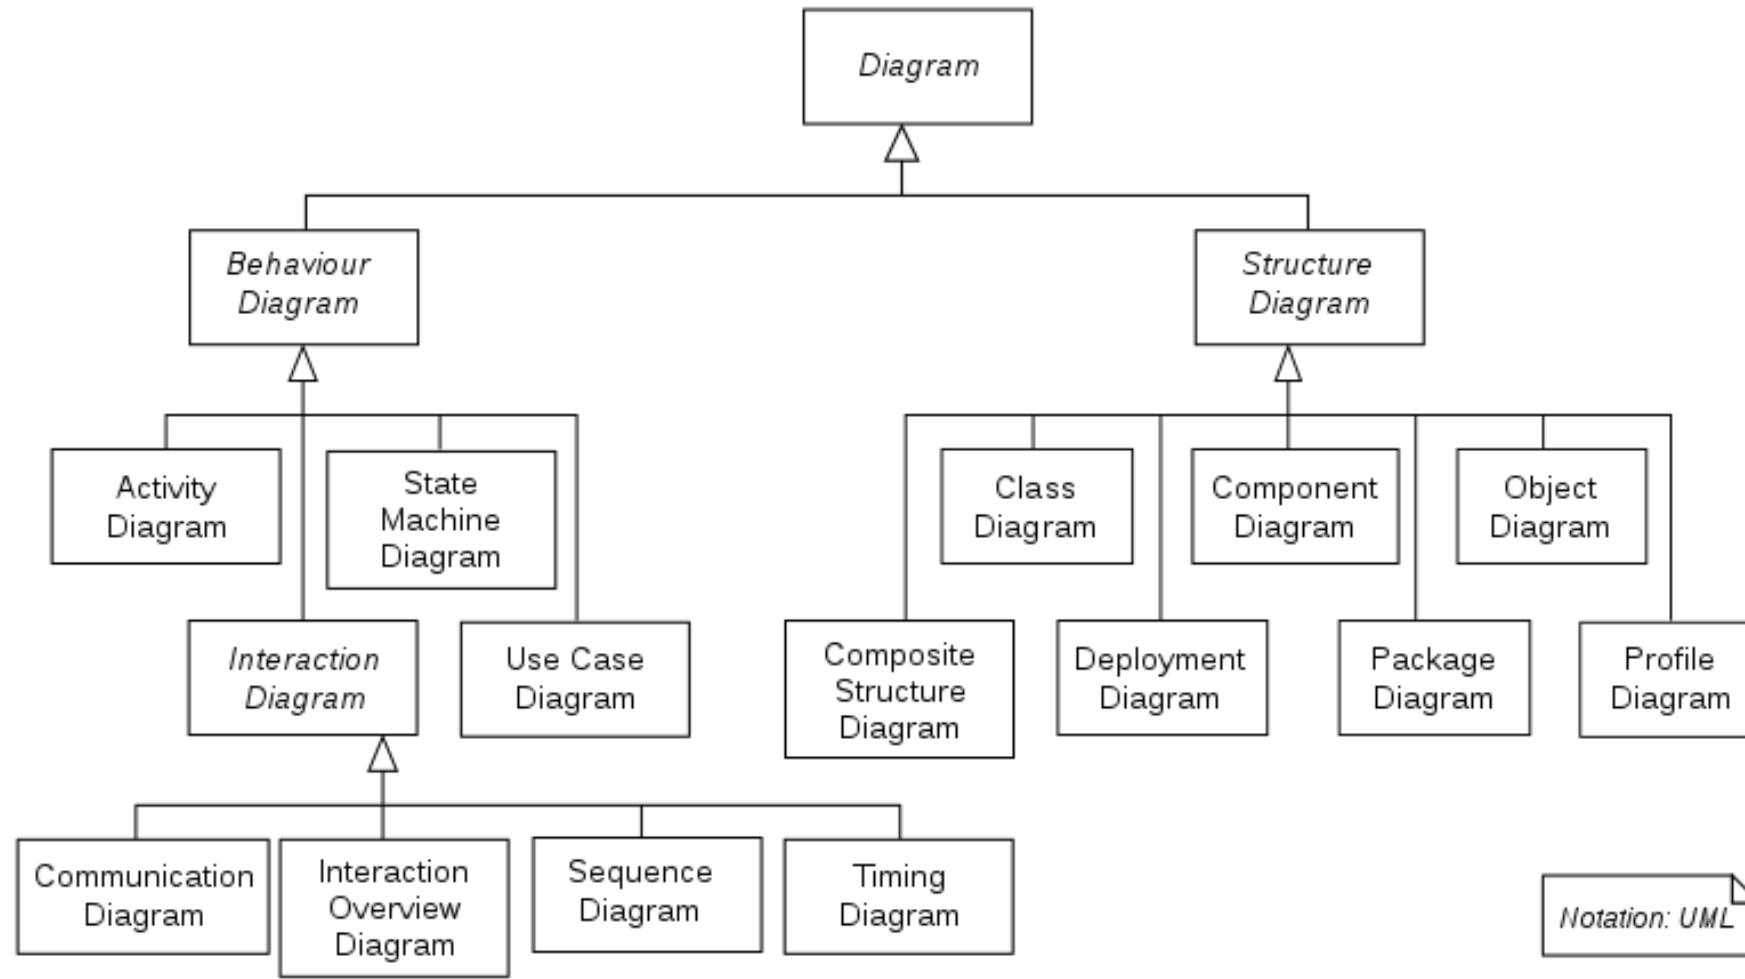 Diagram
Behaviour
Diagram
Structure
Diagram
Activity
Diagram
State
Machine
Diagram
Class
Diagram
Component
Diagram
Object
Diagram
Interaction
Diagram
Use Case
Diagram
Composite
Structure
Diagram
Deployment
Diagram
Package
Diagram
Profile
Diagram
Communication
Diagram
Interaction
Overview
Diagram
Sequence
Diagram
Timing
Diagram
Notation: UML